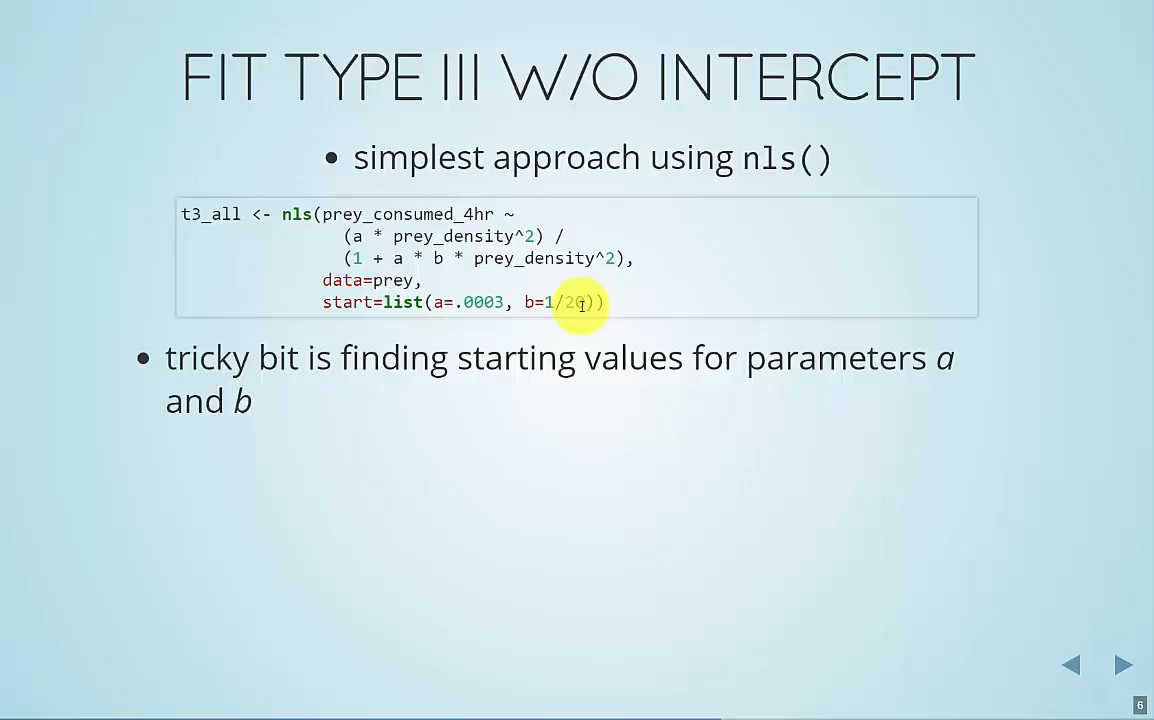 FIT TYPE III W/O INTERCEPT
• simplest approach using nls()
t3_all <- nls(prey_consumed_4hr ~
(a * prey_density^2) /
(1 + a * b * prey_density^2),
data=prey,
start=list(a=.0003, b=1/20))
• tricky bit is finding starting values for parameters a
and b
6